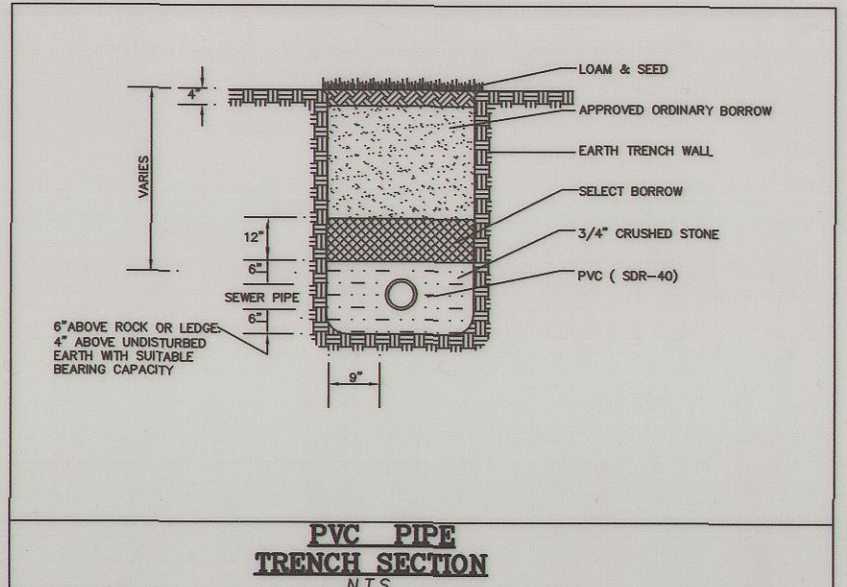 LOAM & SEED
4"
APPROVED ORDINARY BORROW
EARTH TRENCH WALL
VARIES
SELECT BORROW
12"
3/4" CRUSHED STONE
6"
PVC ( SDR-40)
SEWER PIPE
6"
6" ABOVE ROCK OR LEDGE
4" ABOVE UNDISTURBED
EARTH WITH SUITABLE
BEARING CAPACITY
9"
PVC PIPE
TRENCH SECTION
N.T.S.